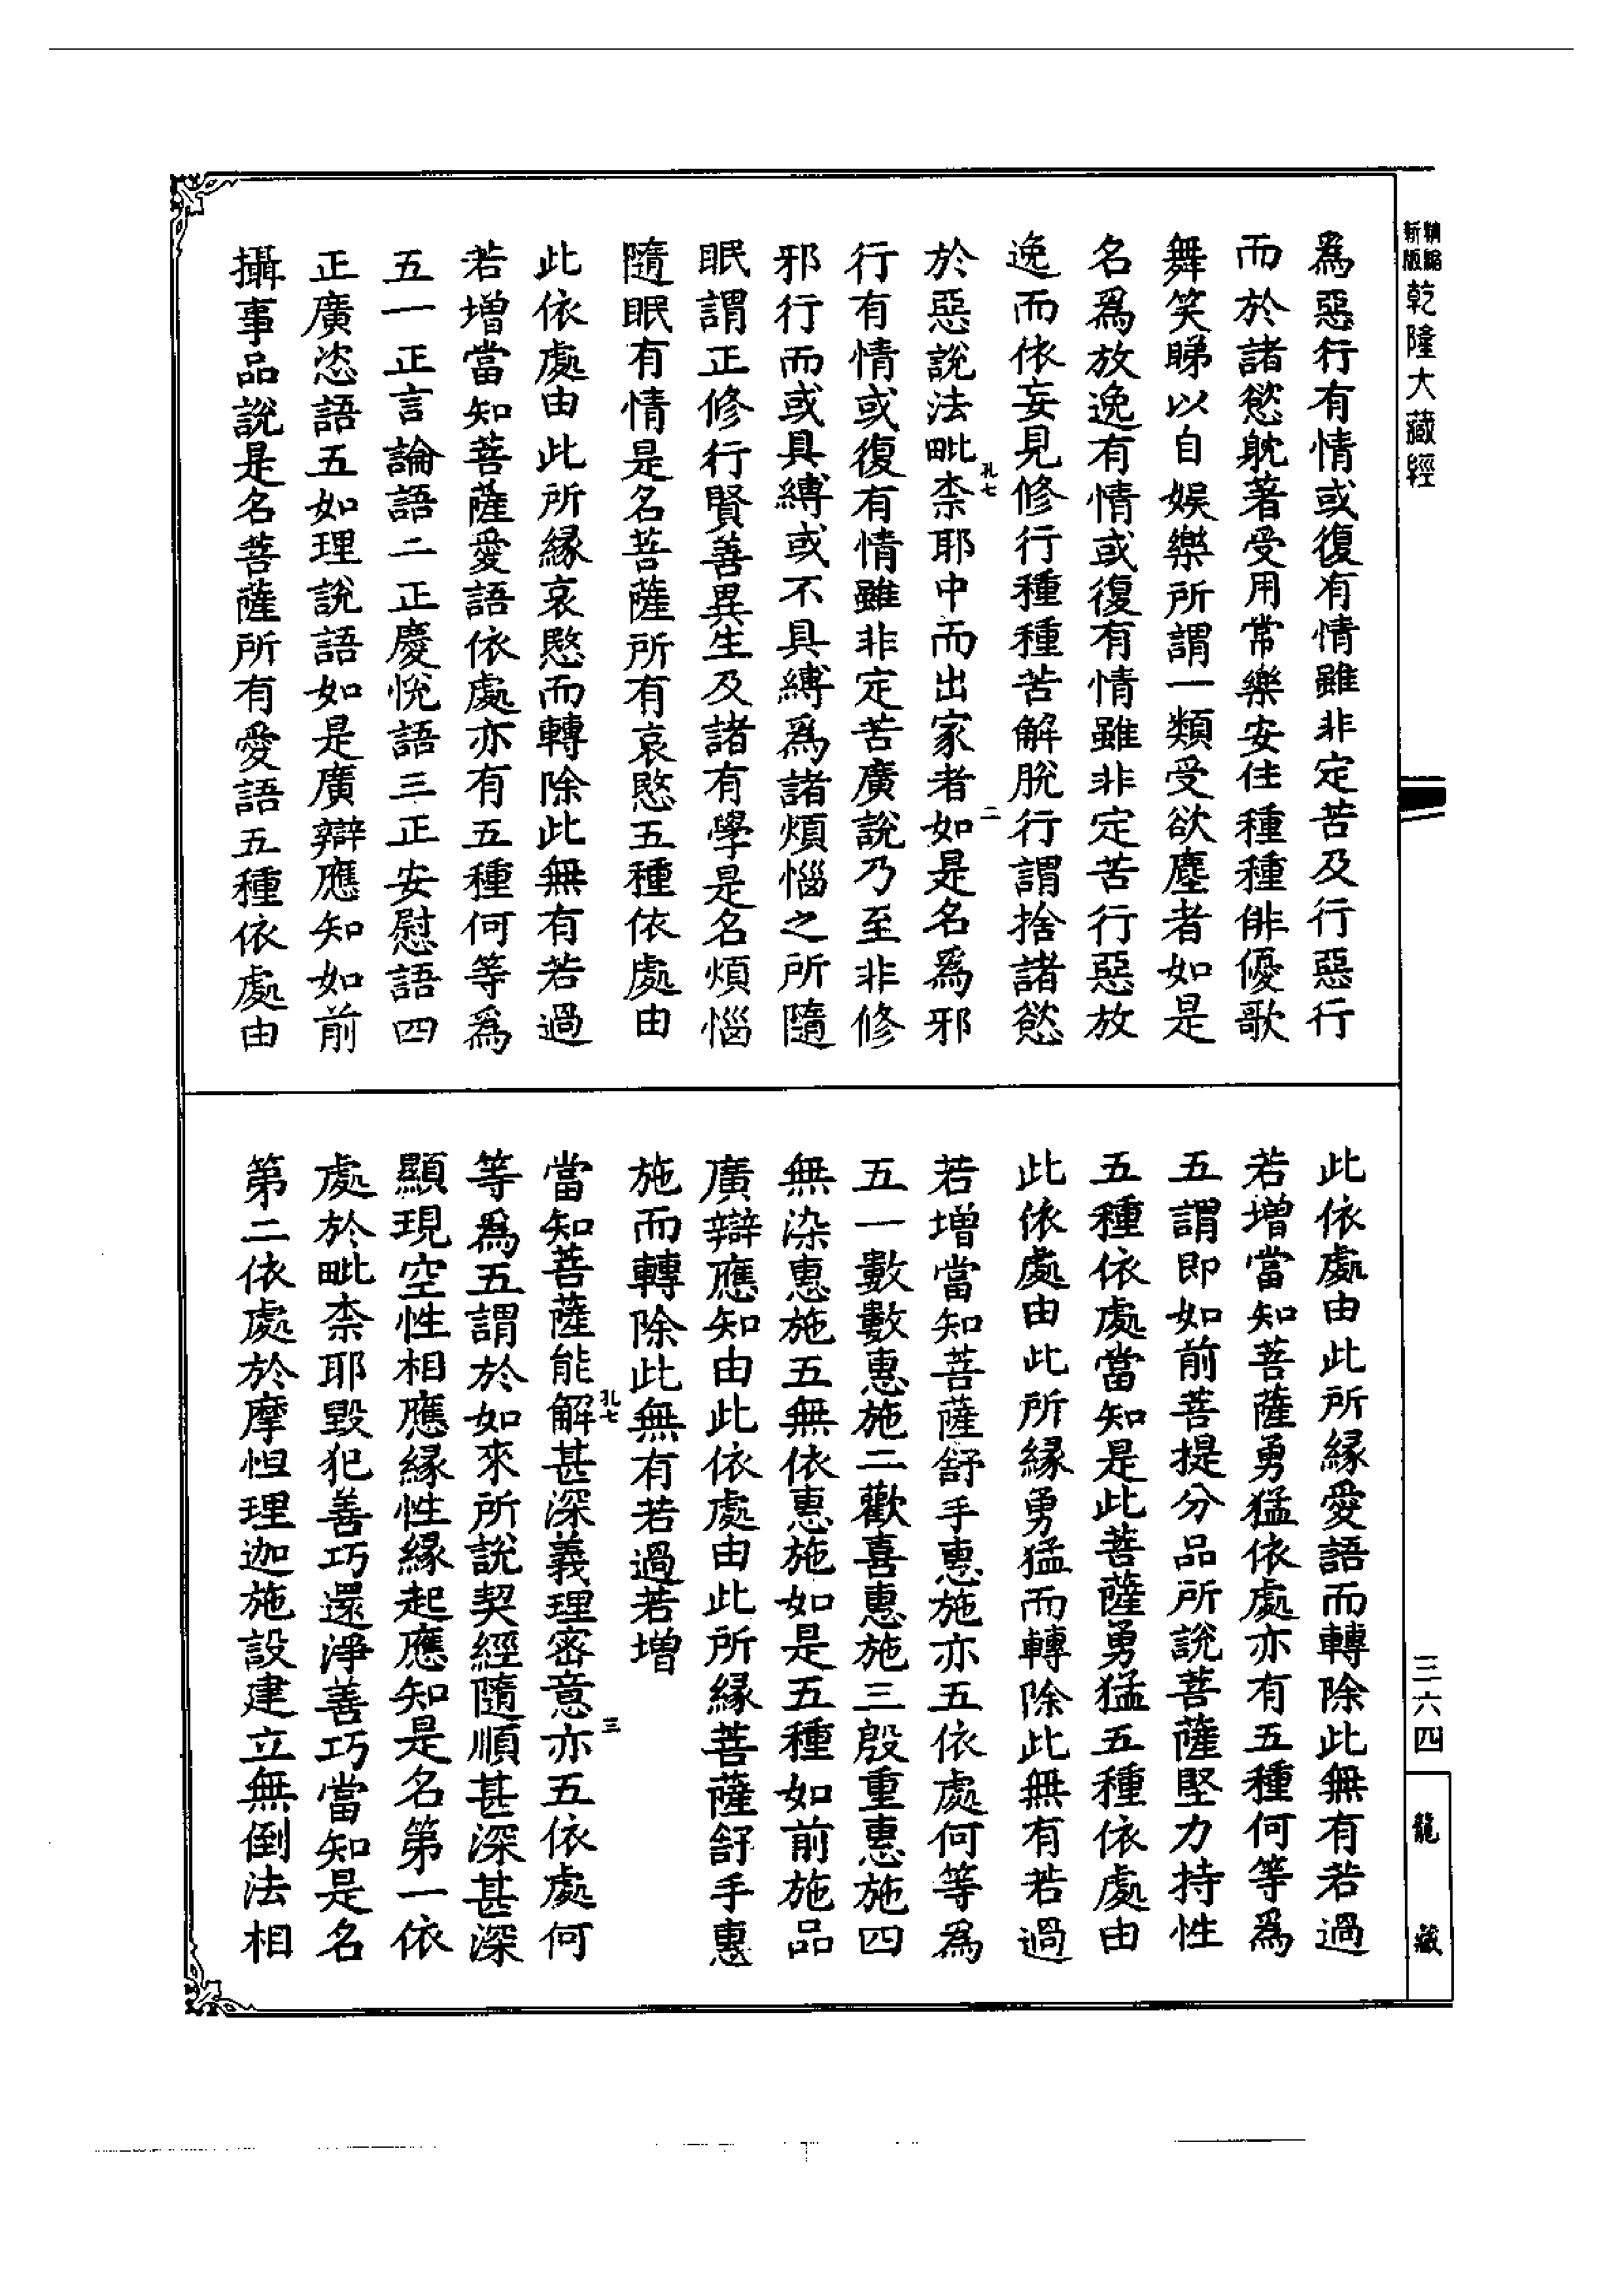 新版
精縮
乾隆大藏經
為惡行有情或復有情雖非定苦及行惡行
而於諸慾躭著受用常樂安住種種俳優歌
舞笑睇以自娛樂所謂一類受欲塵者如是
名為放逸有情或復有情雖非定苦行惡放
逸而依妄見修行種種苦解脫行謂捨諸慾
於惡說法毗柰耶中而出家者如是名為邪
孔七
二
行有情或復有情雖非定苦廣說乃至非修
邪行而或具縛或不具縛為諸煩惱之所隨
眠謂正修行賢善異生及諸有學是名煩惱
隨眠有情是名菩薩所有哀愍五種依處由
此依處由此所緣哀愍而轉除此無有若過
若增當知菩薩愛語依處亦有五種何等為
五一正言論語二正慶悅語三正安慰語四
正廣恣語五如理說語如是廣辯應知如前
攝事品說是名菩薩所有愛語五種依處由
此依處由此所緣愛語而轉除此無有若過
若增當知菩薩勇猛依處亦有五種何等為
五謂即如前菩提分品所說菩薩堅力持性
五種依處當知是此菩薩勇猛五種依處由
此依處由此所緣勇猛而轉除此無有若過
若增當知菩薩舒手惠施亦五依處何等為
五一數數惠施二歡喜惠施三殷重惠施四
無染惠施五無依惠施如是五種如前施品
廣辯應知由此依處由此所緣菩薩舒手惠
施而轉除此無有若過若增
當知菩薩能解甚深義理密意亦五依處何
孔七
三
等為五謂於如來所說契經隨順甚深甚深
顯現空性相應緣性緣起應知是名第一依
處於毗柰耶毀犯善巧還淨善巧當知是名
第二依處於摩怛理迦施設建立無倒法相
三六四
龍藏